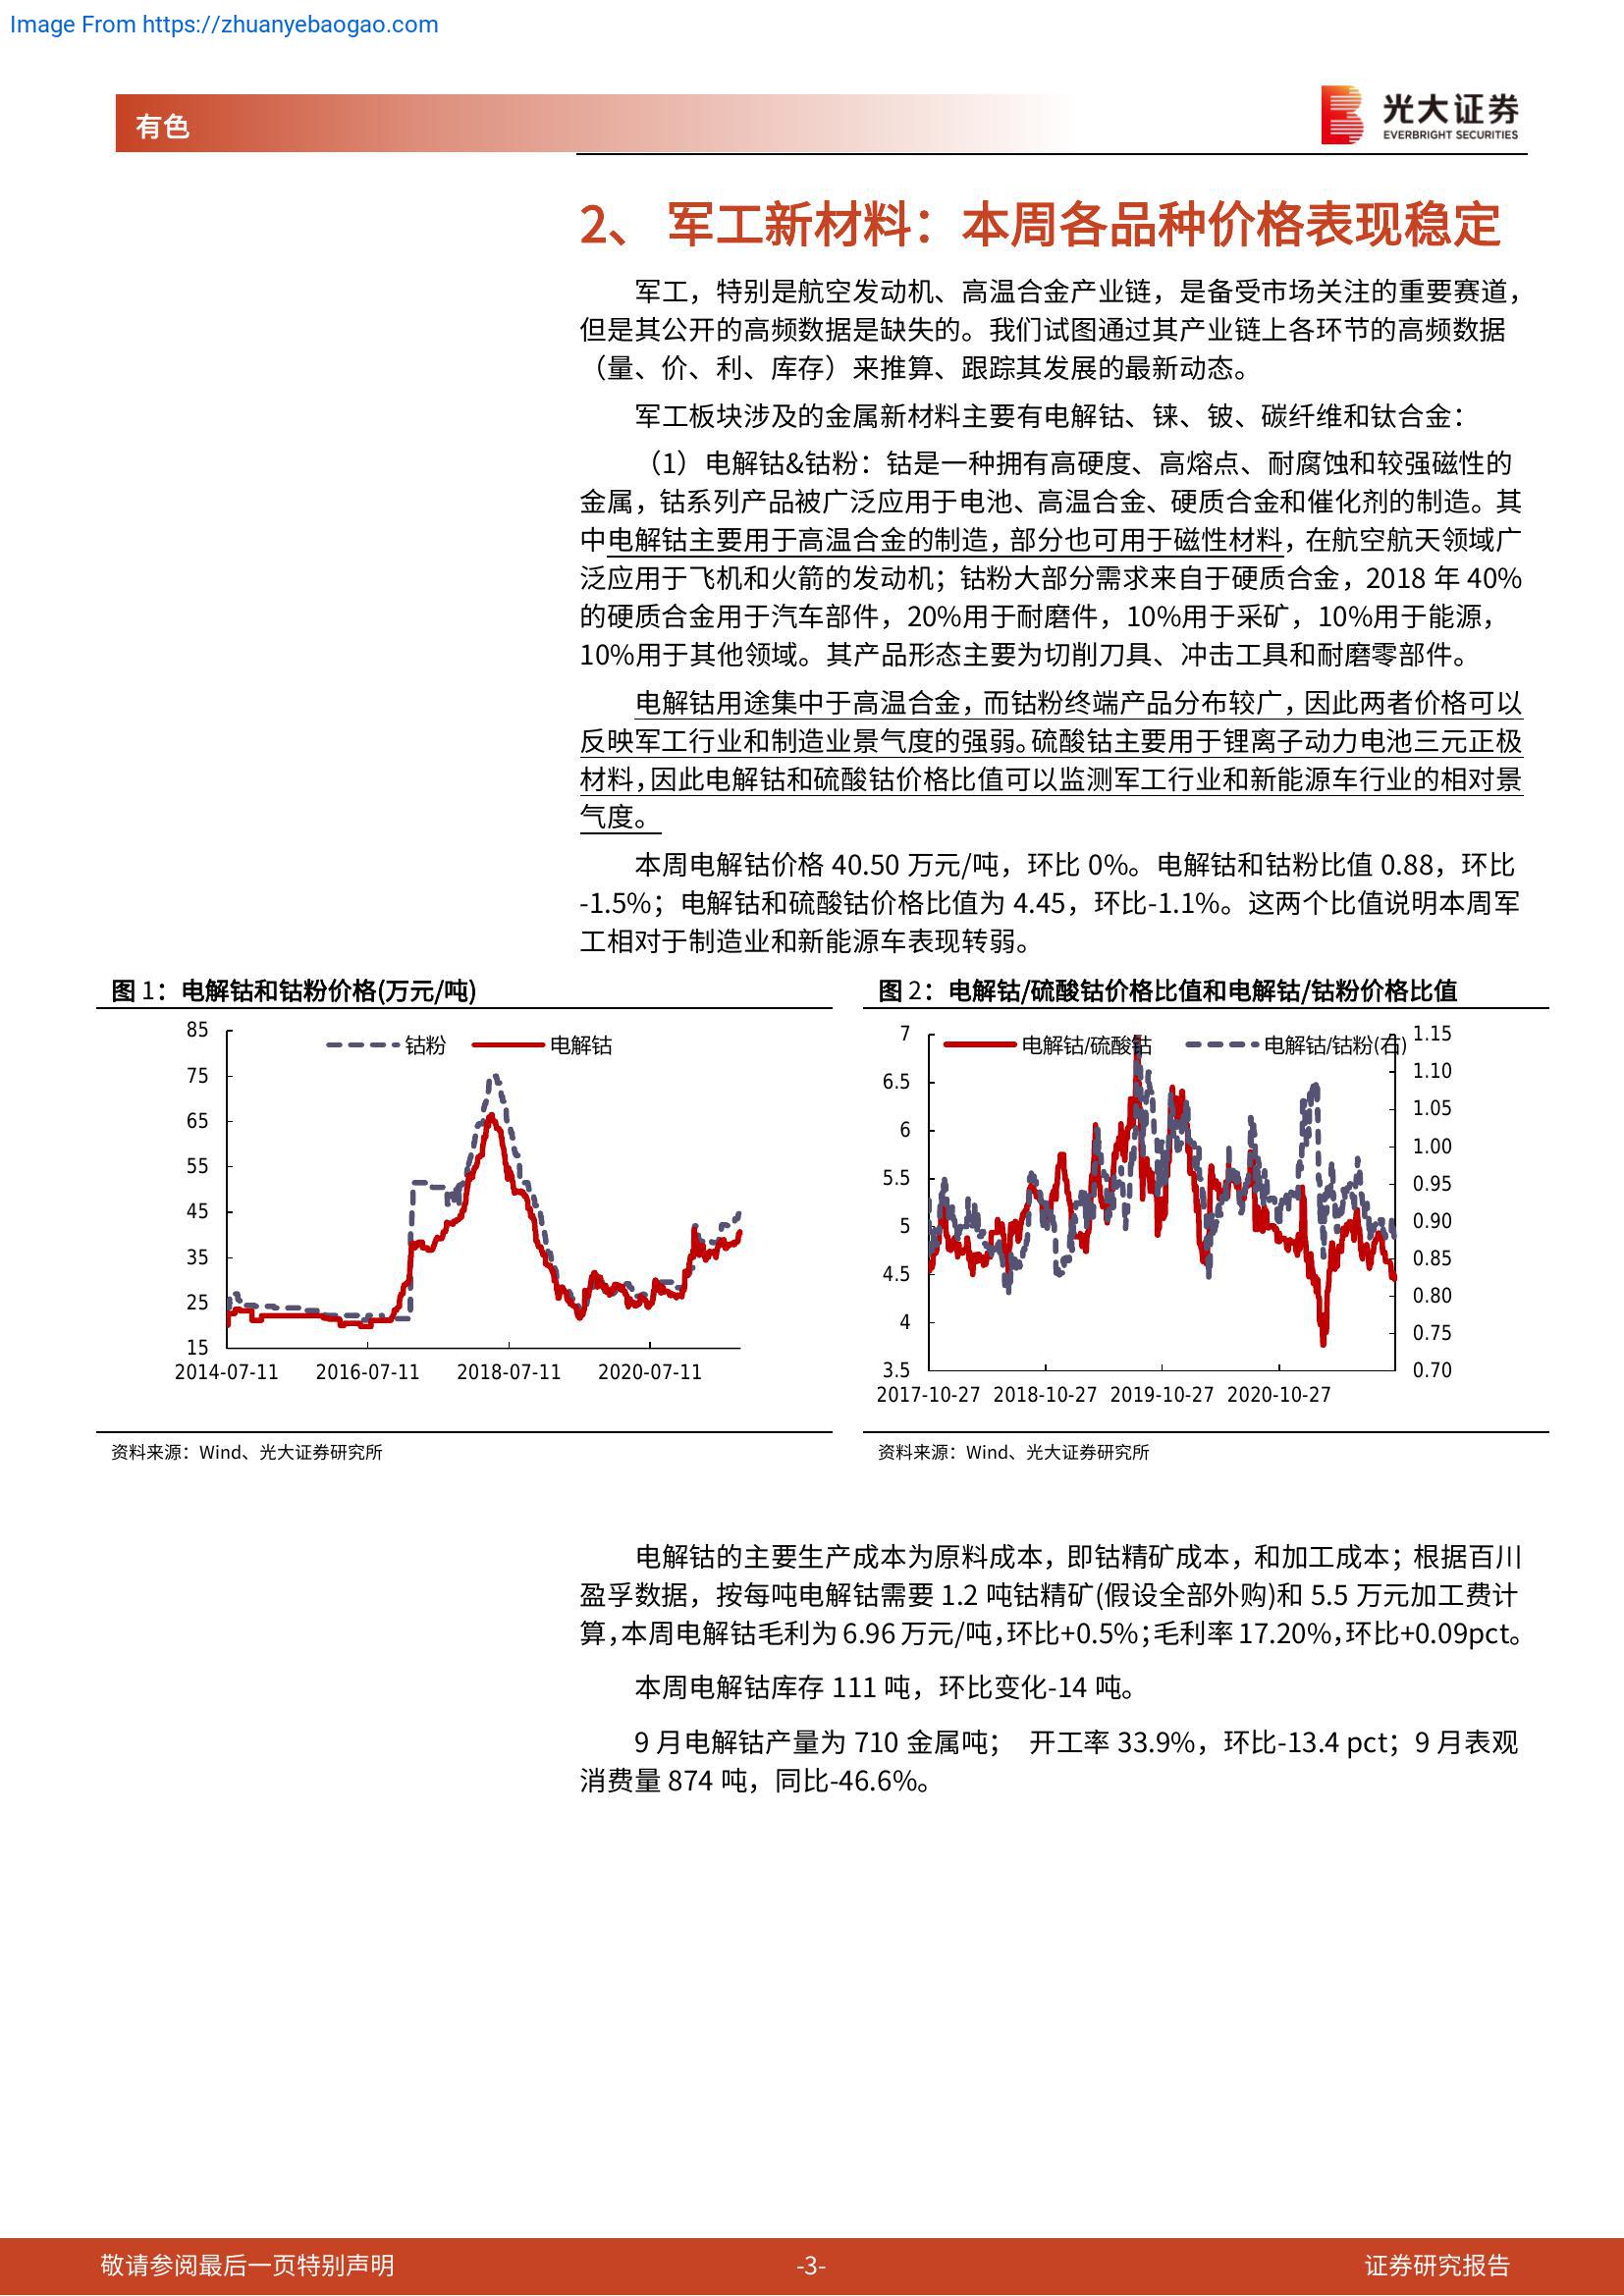 Image From https://zhuanyebaogao.com
有色
光大证券
EVERBRIGHT SECURITIES
2、 军工新材料：本周各品种价格表现稳定
军工，特别是航空发动机、高温合金产业链，是备受市场关注的重要赛道，
但是其公开的高频数据是缺失的。我们试图通过其产业链上各环节的高频数据
（量、价、利、库存）来推算、跟踪其发展的最新动态。
军工板块涉及的金属新材料主要有电解钴、铼、铍、碳纤维和钛合金：
（1）电解钴&钴粉：钴是一种拥有高硬度、高熔点、耐腐蚀和较强磁性的
金属，钴系列产品被广泛应用于电池、高温合金、硬质合金和催化剂的制造。其
中电解钴主要用于高温合金的制造，部分也可用于磁性材料，在航空航天领域广
泛应用于飞机和火箭的发动机；钴粉大部分需求来自于硬质合金，2018 年 40%
的硬质合金用于汽车部件，20%用于耐磨件，10%用于采矿，10%用于能源，
10%用于其他领域。其产品形态主要为切削刀具、冲击工具和耐磨零部件。
电解钴用途集中于高温合金，而钴粉终端产品分布较广，因此两者价格可以
反映军工行业和制造业景气度的强弱。硫酸钴主要用于锂离子动力电池三元正极
材料，因此电解钴和硫酸钴价格比值可以监测军工行业和新能源车行业的相对景
气度。
本周电解钴价格 40.50 万元/吨，环比 0%。电解钴和钴粉比值 0.88，环比
-1.5%；电解钴和硫酸钴价格比值为 4.45，环比-1.1%。这两个比值说明本周军
工相对于制造业和新能源车表现转弱。
图 1：电解钴和钴粉价格(万元/吨)
85
75
65
55
45
35
25
15
钴粉
电解钴
2014-07-11 2016-07-11 2018-07-11 2020-07-11
资料来源：Wind、光大证券研究所
图 2：电解钴/硫酸钴价格比值和电解钴/钴粉价格比值
7
6.5
6
5.5
5
4.5
4
3.5
电解钴/硫酸钴
电解钴/钴粉(右)
1.15
1.10
1.05
1.00
0.95
0.90
0.85
0.80
0.75
0.70
2017-10-27 2018-10-27 2019-10-27 2020-10-27
资料来源：Wind、光大证券研究所
电解钴的主要生产成本为原料成本，即钴精矿成本，和加工成本；根据百川
盈孚数据，按每吨电解钴需要 1.2 吨钴精矿(假设全部外购)和 5.5 万元加工费计
算，本周电解钴毛利为 6.96 万元/吨，环比+0.5%；毛利率 17.20%，环比+0.09pct。
本周电解钴库存 111 吨，环比变化-14 吨。
9 月电解钴产量为 710 金属吨； 开工率 33.9%，环比-13.4 pct；9 月表观
消费量 874 吨，同比-46.6%。
敬请参阅最后一页特别声明
-3-
证券研究报告